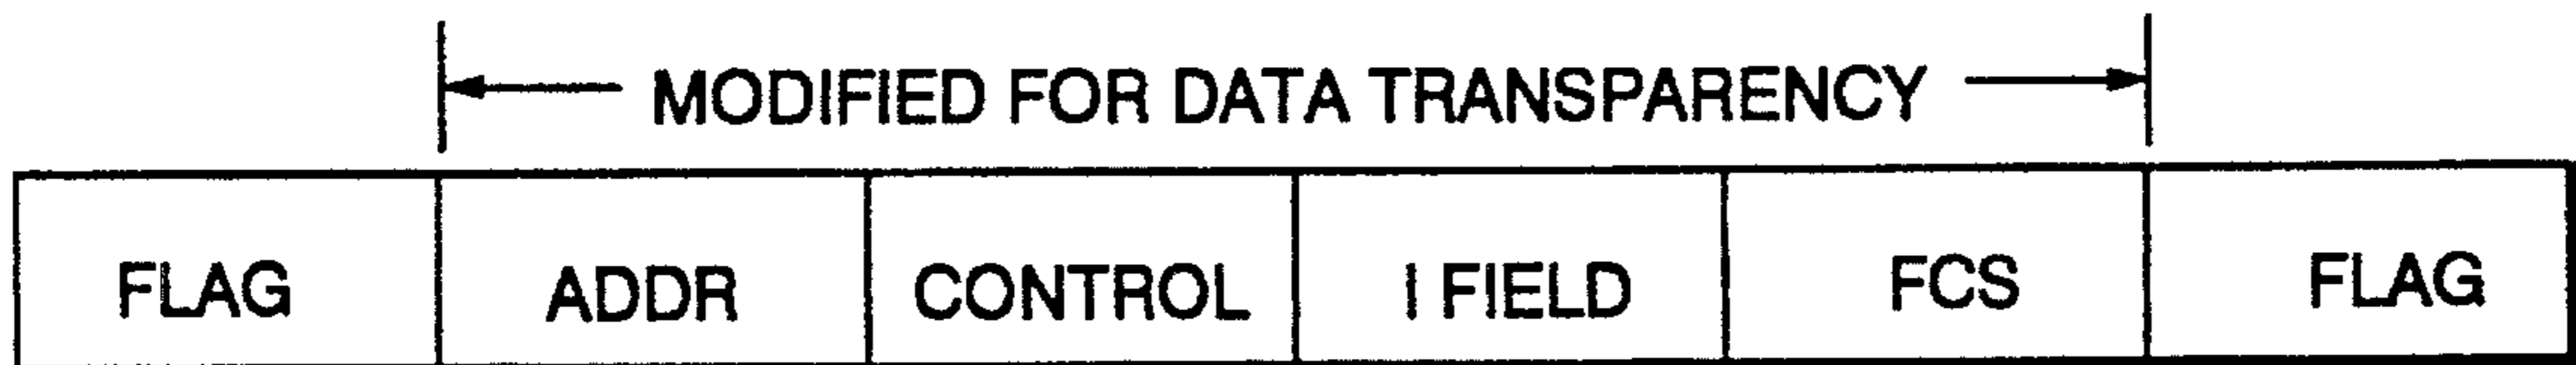 MODIFIED FOR DATA TRANSPARENCY
FLAG ADDR CONTROL I FIELD FCS FLAG